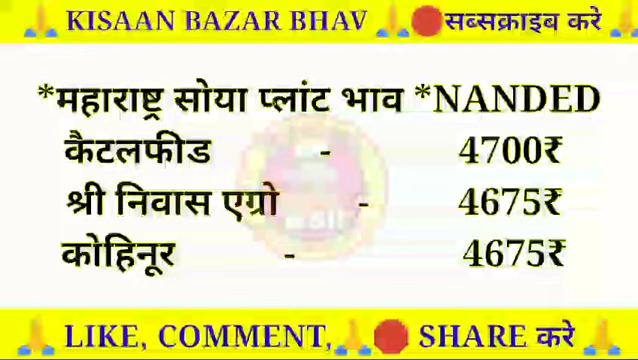 🙏 KISAAN BAZAR BHAV 🙏🔴सब्सक्राइब करे 🙏
*महाराष्ट्र सोया प्लांट भाव *NANDED
कैटलफीड - 4700₹
श्री निवास एग्रो - 4675₹
कोहिनूर - 4675₹
🙏 LIKE, COMMENT,🙏🔴 SHARE करे 🙏